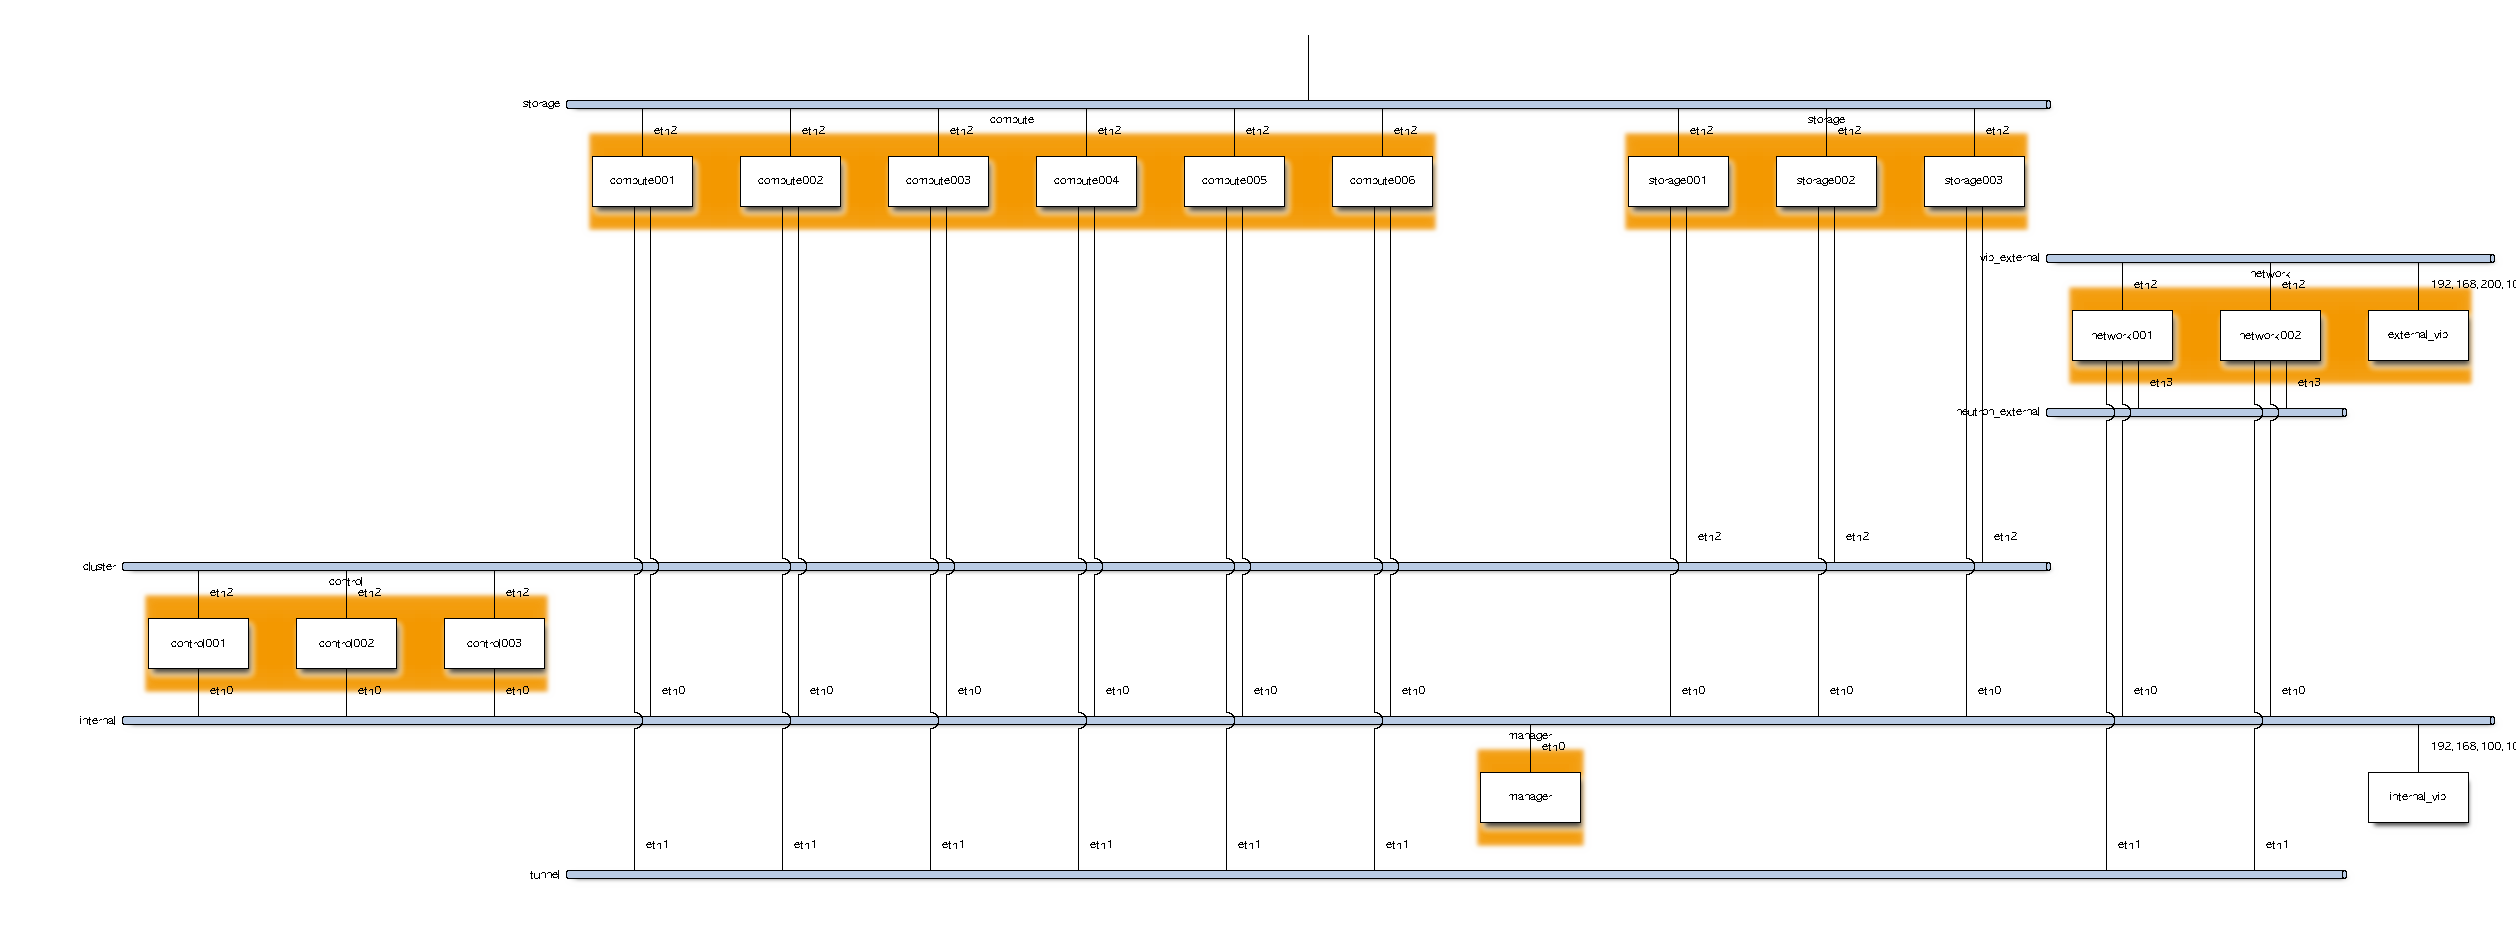 storage
compute
storage
eth2 eth2 eth2 eth2 eth2 eth2 eth2 eth2 eth2
compute001 compute002 compute003 compute004 compute005 compute006 storage001 storage002 storage003
vip_external
network
eth2 eth2 192.168.200.10
network001 network002 external_vip
eth3 eth3
neutron_external
eth2 eth2 eth2
cluster
control
eth2 eth2 eth2
control001 control002 control003
eth0 eth0 eth0 eth0 eth0 eth0 eth0 eth0 eth0 eth0 eth0 eth0 eth0 eth0
internal
manager
eth0 192.168.100.10
manager internal_vip
eth1 eth1 eth1 eth1 eth1 eth1 eth1 eth1
tunnel